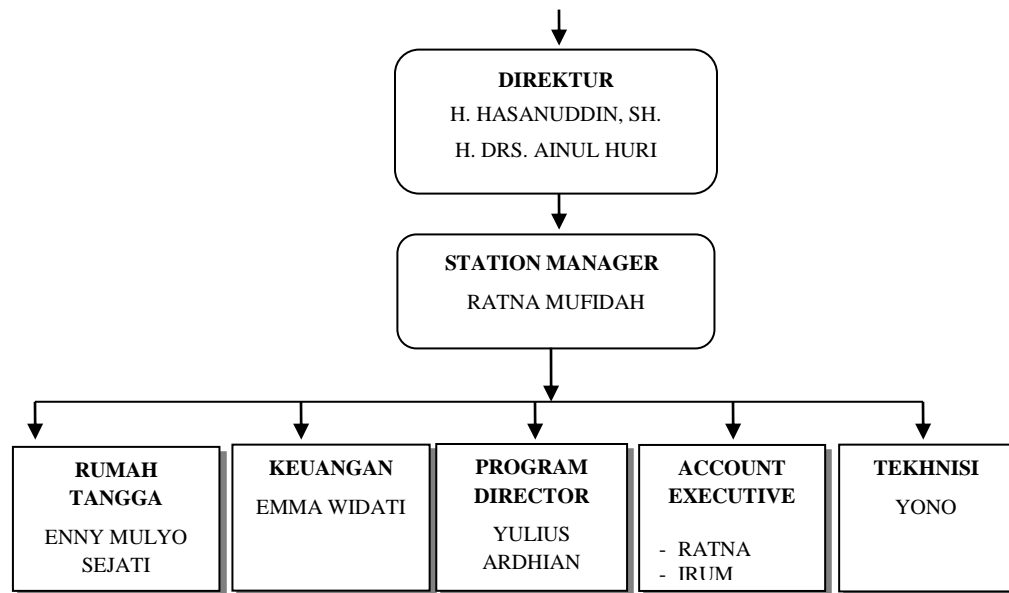 DIREKTUR
H. HASANUDDIN, SH.
H. DRS. AINUL HURI
STATION MANAGER
RATNA MUFIDAH
RUMAH
TANGGA
ENNY MULYO
SEJATI
KEUANGAN
EMMA WIDATI
PROGRAM
DIRECTOR
YULIUS
ARDHIAN
ACCOUNT
EXECUTIVE
- RATNA
- IRUM
TEKHNISI
YONO